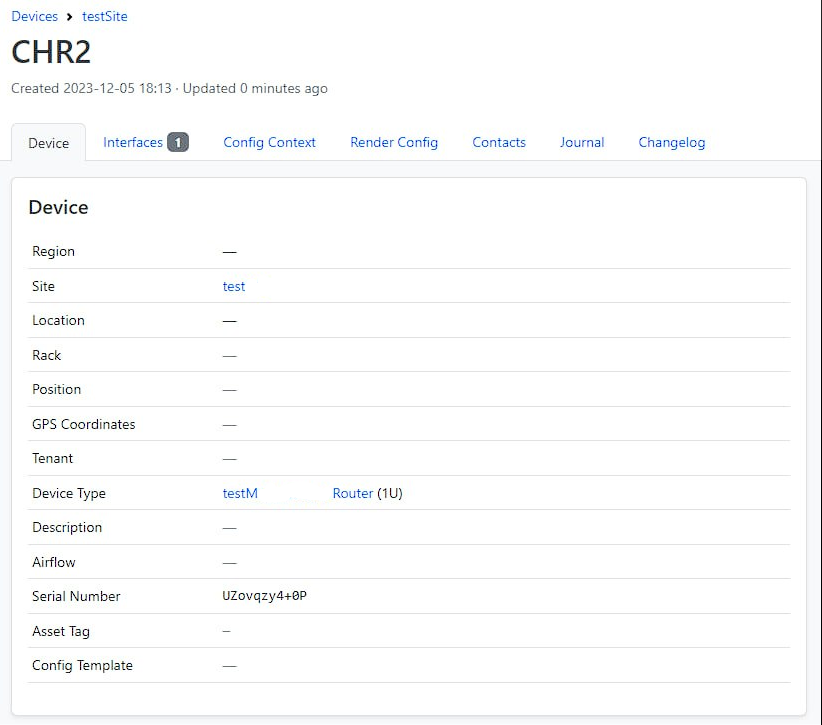 Devices > testSite
CHR2
Created 2023-12-05 18:13 · Updated 0 minutes ago
Device Interfaces 1 Config Context Render Config Contacts Journal Changelog
Device
Region —
Site test
Location —
Rack —
Position —
GPS Coordinates —
Tenant —
Device Type testM Router (1U)
Description —
Airflow —
Serial Number UZovqzy4+0P
Asset Tag —
Config Template —